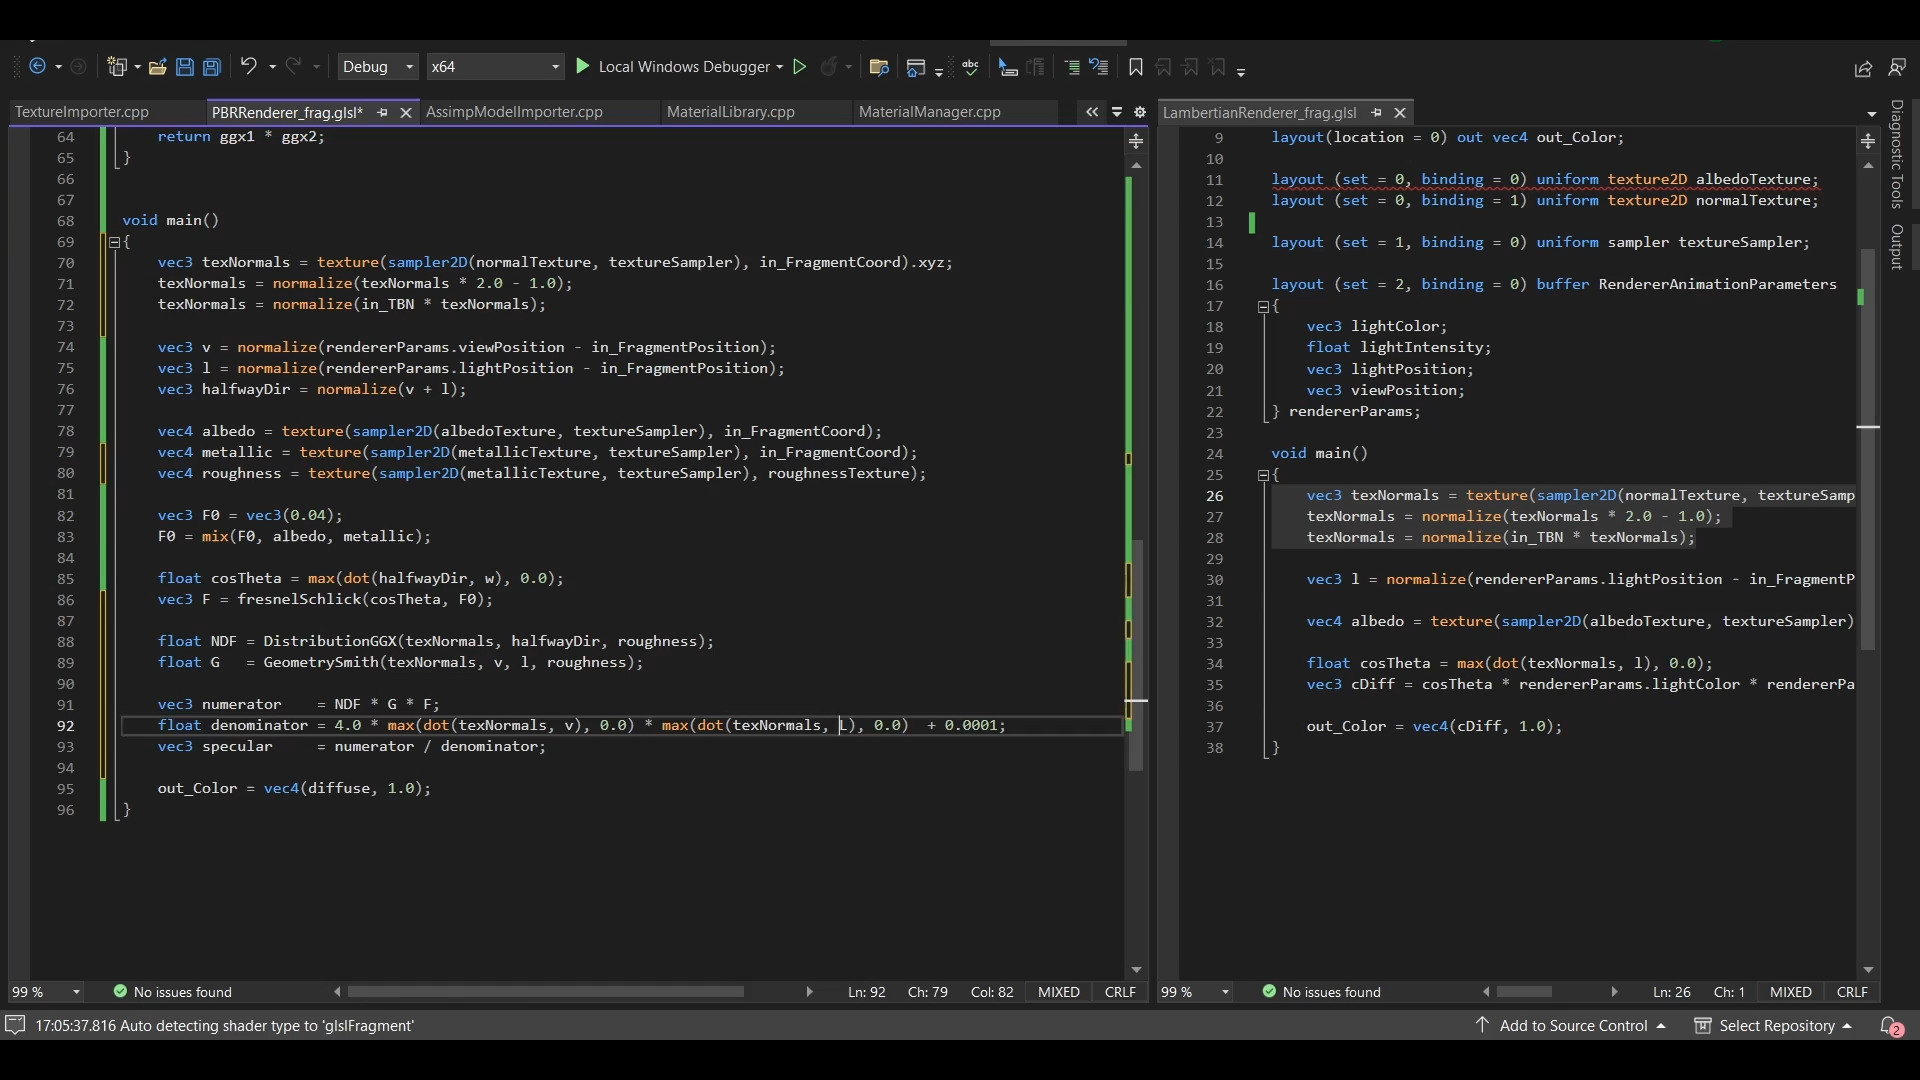 Debug x64 Local Windows Debugger
TextureImporter.cpp PBRRenderer_frag.glsl* AssimpModelImporter.cpp MaterialLibrary.cpp MaterialManager.cpp
64 return ggx1 * ggx2;
65 }
66
67
68 void main()
69 {
70 vec3 texNormals = texture(sampler2D(normalTexture, textureSampler), in_FragmentCoord).xyz;
71 texNormals = normalize(texNormals * 2.0 - 1.0);
72 texNormals = normalize(in_TBN * texNormals);
73
74 vec3 v = normalize(rendererParams.viewPosition - in_FragmentPosition);
75 vec3 l = normalize(rendererParams.lightPosition - in_FragmentPosition);
76 vec3 halfwayDir = normalize(v + l);
77
78 vec4 albedo = texture(sampler2D(albedoTexture, textureSampler), in_FragmentCoord);
79 vec4 metallic = texture(sampler2D(metallicTexture, textureSampler), in_FragmentCoord);
80 vec4 roughness = texture(sampler2D(metallicTexture, textureSampler), roughnessTexture);
81
82 vec3 F0 = vec3(0.04);
83 F0 = mix(F0, albedo, metallic);
84
85 float cosTheta = max(dot(halfwayDir, w), 0.0);
86 vec3 F = fresnelSchlick(cosTheta, F0);
87
88 float NDF = DistributionGGX(texNormals, halfwayDir, roughness);
89 float G   = GeometrySmith(texNormals, v, l, roughness);
90
91 vec3 numerator    = NDF * G * F;
92 float denominator = 4.0 * max(dot(texNormals, v), 0.0) * max(dot(texNormals, L), 0.0)  + 0.0001;
93 vec3 specular     = numerator / denominator;
94
95 out_Color = vec4(diffuse, 1.0);
96 }
99 % No issues found Ln: 92 Ch: 79 Col: 82 MIXED CRLF
LambertianRenderer_frag.glsl
9 layout(location = 0) out vec4 out_Color;
10
11 layout (set = 0, binding = 0) uniform texture2D albedoTexture;
12 layout (set = 0, binding = 1) uniform texture2D normalTexture;
13
14 layout (set = 1, binding = 0) uniform sampler textureSampler;
15
16 layout (set = 2, binding = 0) buffer RendererAnimationParameters
17 {
18 vec3 lightColor;
19 float lightIntensity;
20 vec3 lightPosition;
21 vec3 viewPosition;
22 } rendererParams;
23
24 void main()
25 {
26 vec3 texNormals = texture(sampler2D(normalTexture, textureSamp
27 texNormals = normalize(texNormals * 2.0 - 1.0);
28 texNormals = normalize(in_TBN * texNormals);
29
30 vec3 l = normalize(rendererParams.lightPosition - in_FragmentP
31
32 vec4 albedo = texture(sampler2D(albedoTexture, textureSampler)
33
34 float cosTheta = max(dot(texNormals, l), 0.0);
35 vec3 cDiff = cosTheta * rendererParams.lightColor * rendererPa
36
37 out_Color = vec4(cDiff, 1.0);
38 }
99 % No issues found Ln: 26 Ch: 1 MIXED CRLF
Diagnostic Tools
Output
17:05:37.816 Auto detecting shader type to 'glslFragment' Add to Source Control Select Repository 2